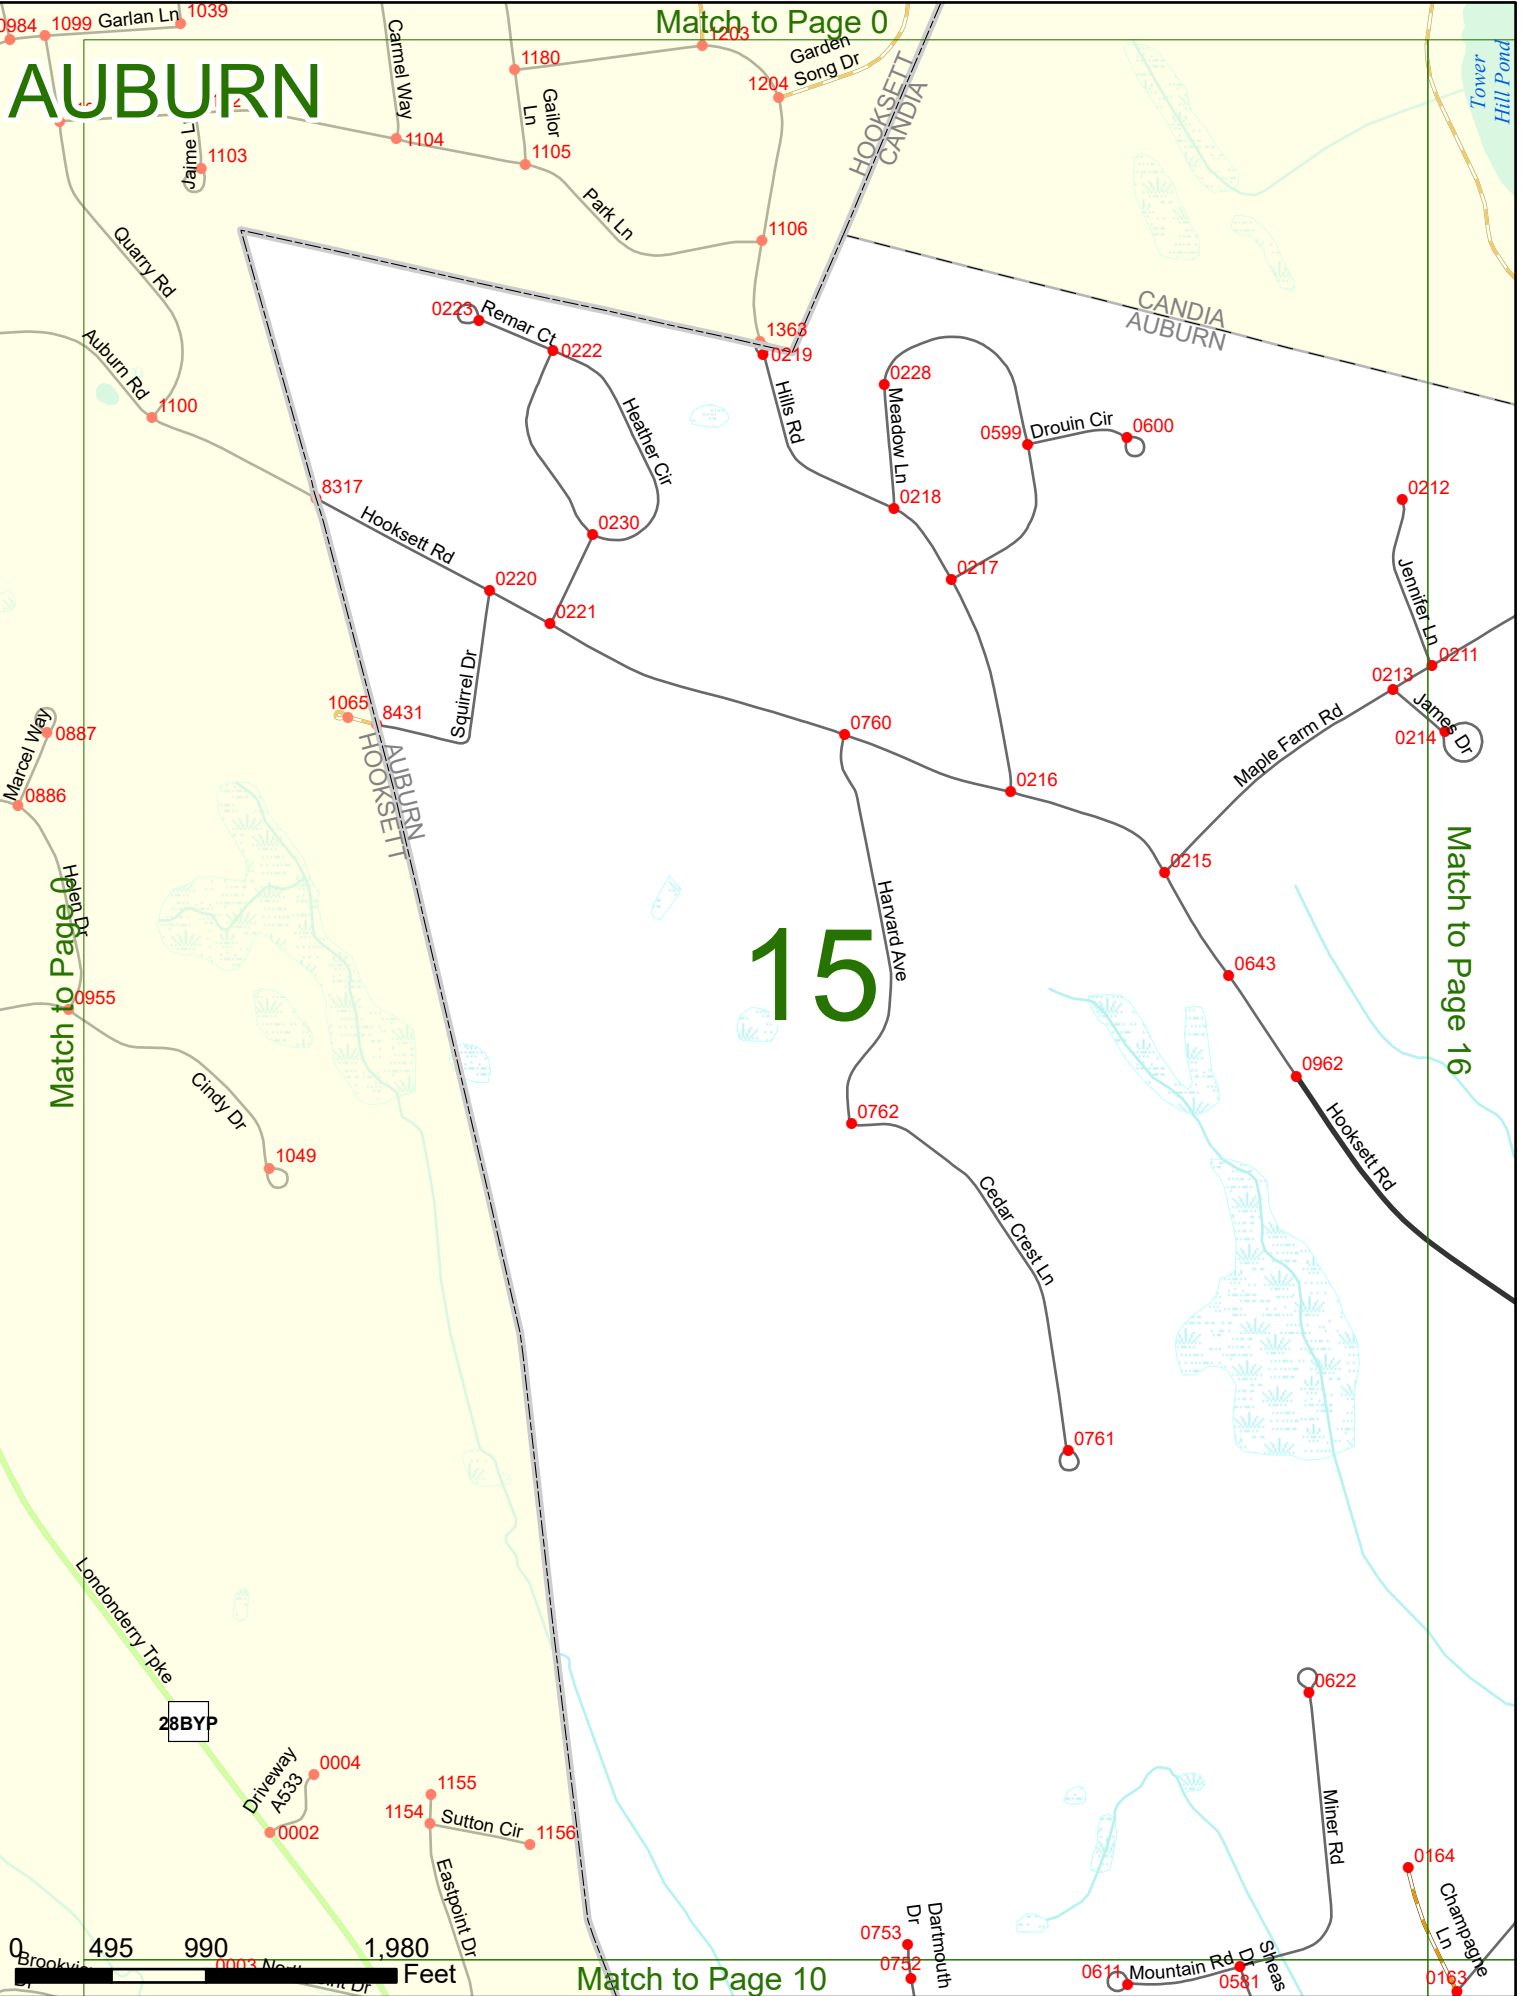 Match to Page 0
0984
1099
Garlan Ln
1039
AUBURN
Carmel Way
1180
1203
Garden
Song Dr
1204
Gailor
Ln
HOOKSETT
CANDIA
Tower
Hill Pond
1103
1104
1105
Park Ln
1106
Quarry Rd
Auburn Rd
1100
0223
Remar Ct
0222
1363
0219
CANDIA
AUBURN
Hills Rd
0228
Meadow Ln
Heather Cir
0599
Drouin Cir
0600
0218
0212
8317
Hooksett Rd
0230
0217
0220
0221
Jennifer Ln
0211
0213
James Dr
0214
Maple Farm Rd
Squirrel Dr
1065
8431
AUBURN
HOOKSETT
Marcel Way
0887
0886
0760
0216
0215
Helen Dr
Match to Page 0
0955
Harvard Ave
15
Match to Page 16
0643
0962
Hooksett Rd
Cindy Dr
1049
0762
Cedar Crest Ln
0761
Londonderry Tpke
28BYP
0622
Driveway
A533
0004
0002
1155
1154
Sutton Cir
1156
Eastpoint Dr
Miner Rd
0164
Champagne
Ln
0163
0753
0752
Dartmouth
Dr
0611
Mountain Rd
0581
Sheas
Dr
0003
0 495 990 1,980
Feet
Match to Page 10